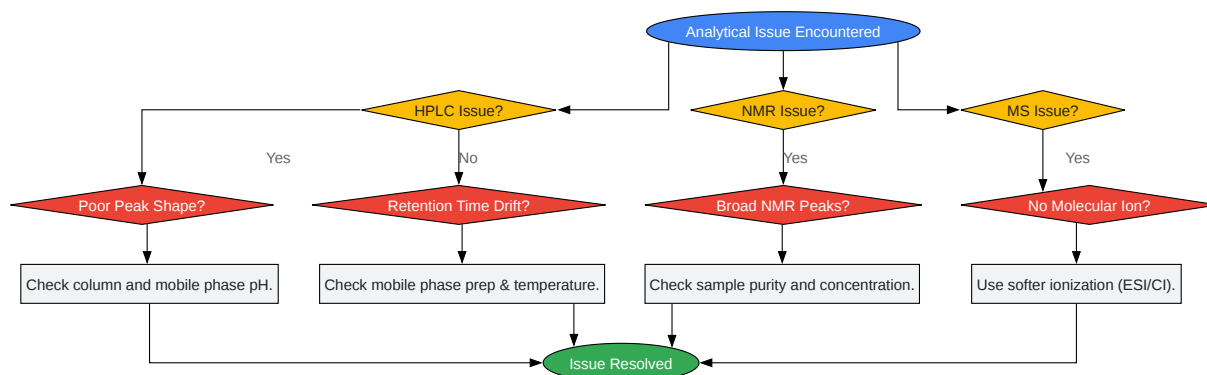 Analytical Issue Encountered
HPLC Issue?
NMR Issue?
MS Issue?
Yes
No
Yes
Yes
Poor Peak Shape?
Retention Time Drift?
Broad NMR Peaks?
No Molecular Ion?
Check column and mobile phase pH.
Check mobile phase prep & temperature.
Check sample purity and concentration.
Use softer ionization (ESI/CI).
Issue Resolved